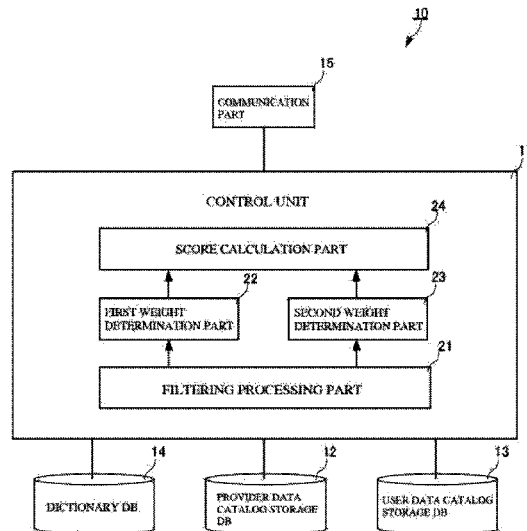 10
15
COMMUNICATION
PART
1
CONTROL UNIT
24
SCORE CALCULATION PART
22
23
FIRST WEIGHT
DETERMINATION PART
SECOND WEIGHT
DETERMINATION PART
21
FILTERING PROCESSING PART
14
12
13
DICTIONARY DB
PROVIDER DATA
CATALOG STORAGE
DB
USER DATA CATALOG
STORAGE DB